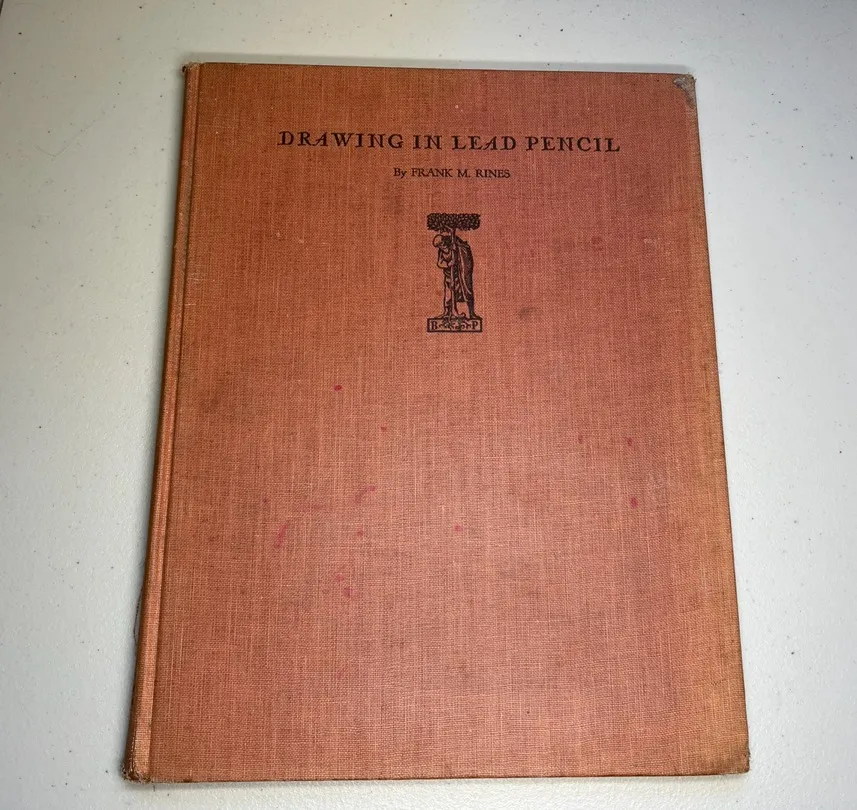 DRAWING IN LEAD PENCIL
By FRANK M. RINES
B P